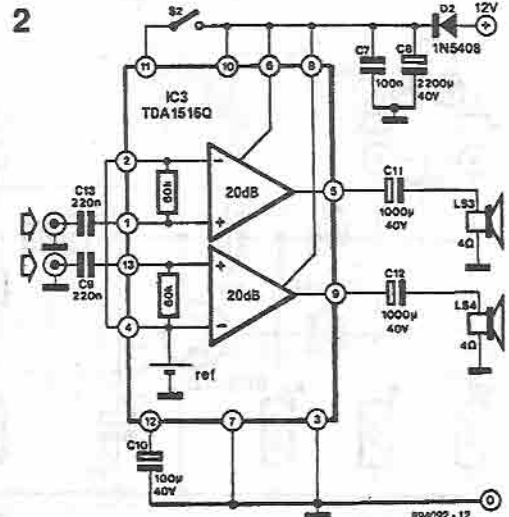 2
S2
D2
12V
+
1N5408
11
10
6
8
C7
100n
C8
2200µ
40V
IC3
TDA1516Q
2
60k
−
20dB
+
5
C11
1000µ
40V
LS3
4Ω
C13
220n
1
13
C9
220n
60k
+
20dB
−
9
C12
1000µ
40V
LS4
4Ω
4
ref
12
7
3
C10
100µ
40V
0
894092 - 12